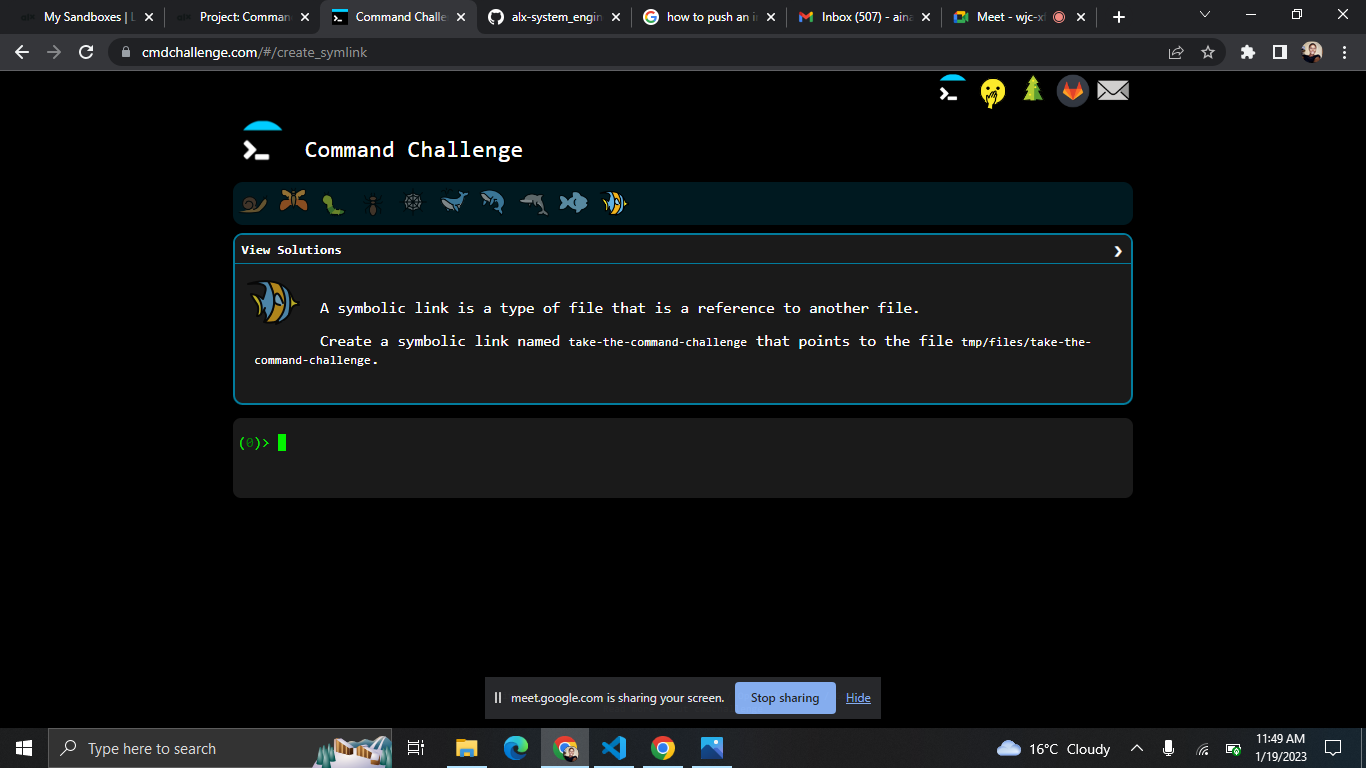 My Sandboxes | L
Project: Comman
Command Challe
alx-system_engin
how to push an i
Inbox (507) - aina
Meet - wjc-x
cmdchallenge.com/#/create_symlink
Command Challenge
View Solutions
A symbolic link is a type of file that is a reference to another file.
Create a symbolic link named take-the-command-challenge that points to the file tmp/files/take-the-
command-challenge.
(0)>
meet.google.com is sharing your screen.
Stop sharing
Hide
Type here to search
16°C Cloudy
11:49 AM
1/19/2023